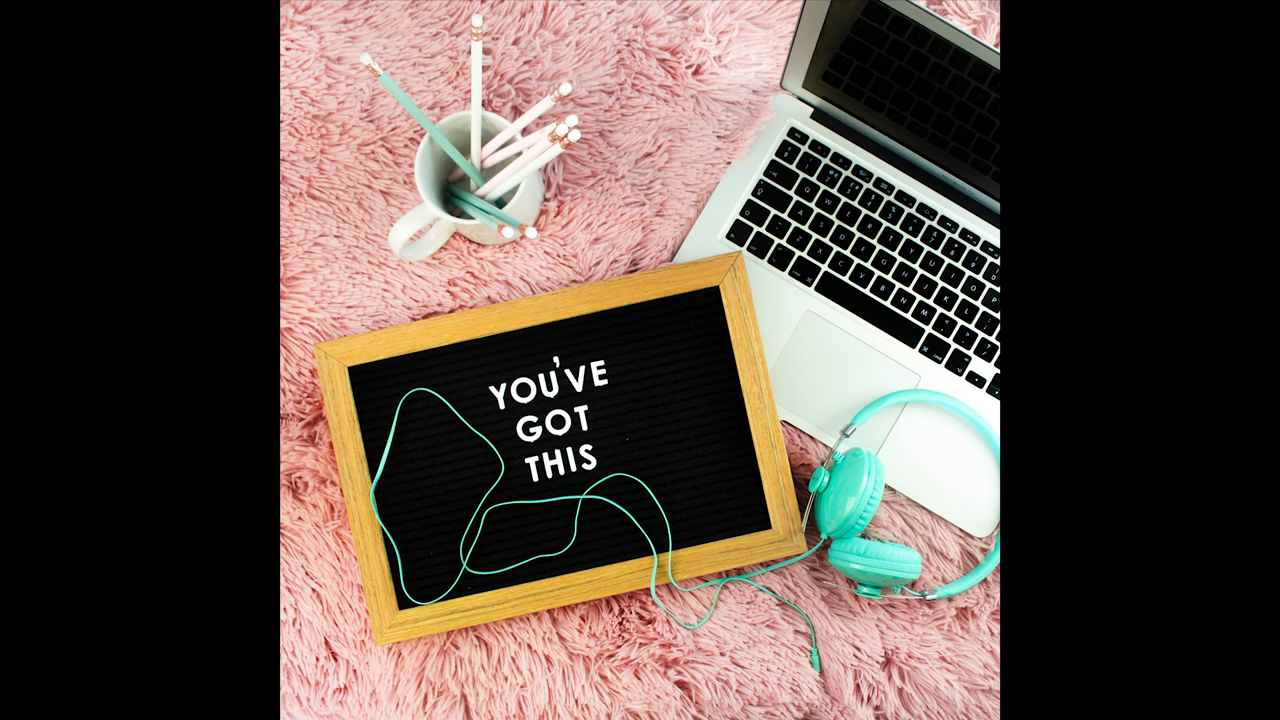 YOU'VE
GOT
THIS
Q W E R T Y U I O P
A S D F G H J K L
Z X C V B N M